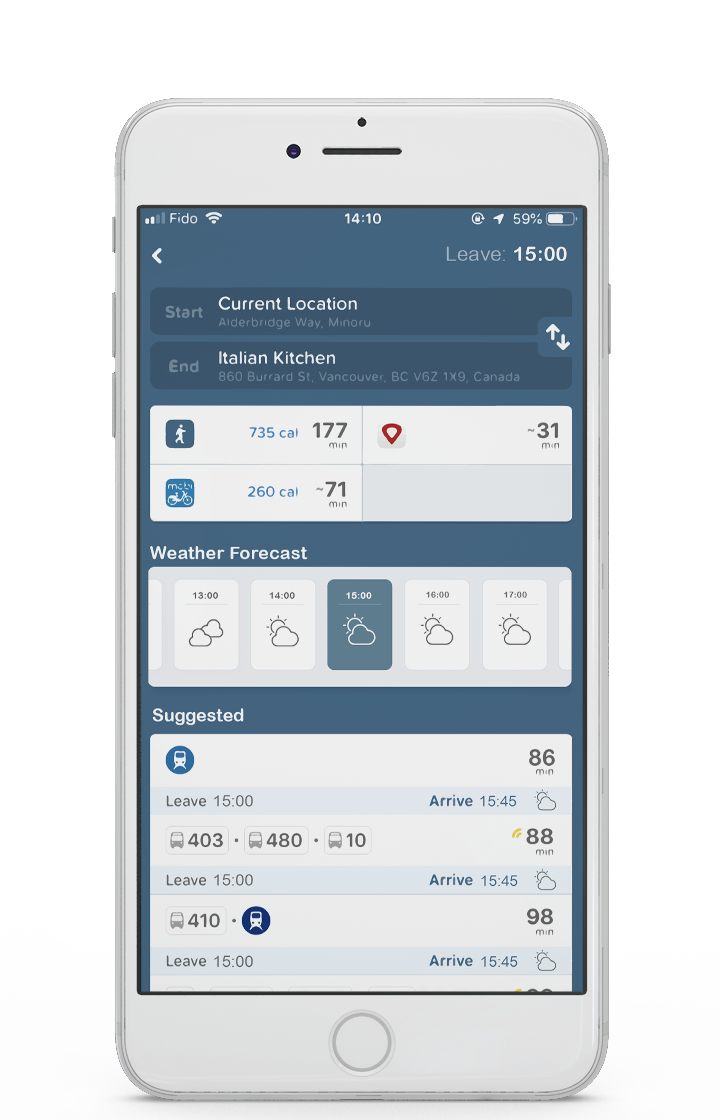 Fido 14:10 59%
Leave: 15:00
Start Current Location
Alderbridge Way, Minoru
End Italian Kitchen
860 Burrard St, Vancouver, BC V6Z 1X9, Canada
735 cal 177 min
~31 min
mobi 260 cal ~71 min
Weather Forecast
13:00 14:00 15:00 16:00 17:00
Suggested
86 min
Leave 15:00 Arrive 15:45
403 · 480 · 10 88 min
Leave 15:00 Arrive 15:45
410 · 98 min
Leave 15:00 Arrive 15:45